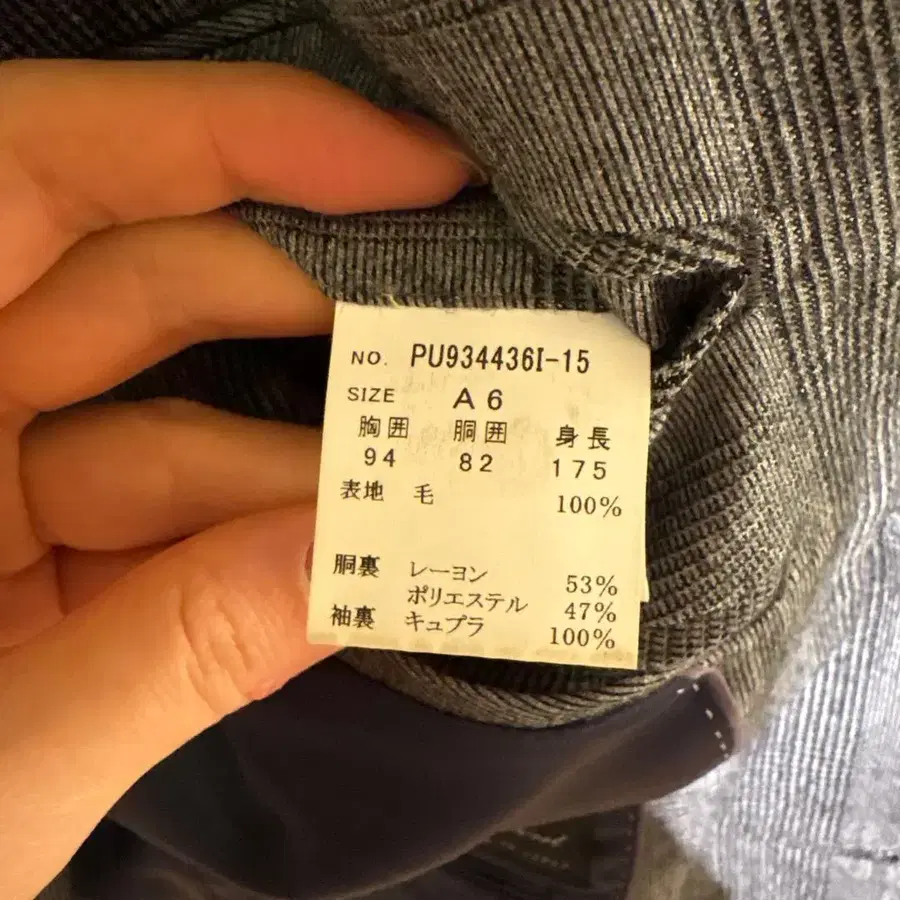 NO. PU934436I-15
SIZE A6
胸囲 胴囲 身長
94 82 175
表地 毛 100%
胴裏 レーヨン 53%
ポリエステル 47%
袖裏 キュプラ 100%